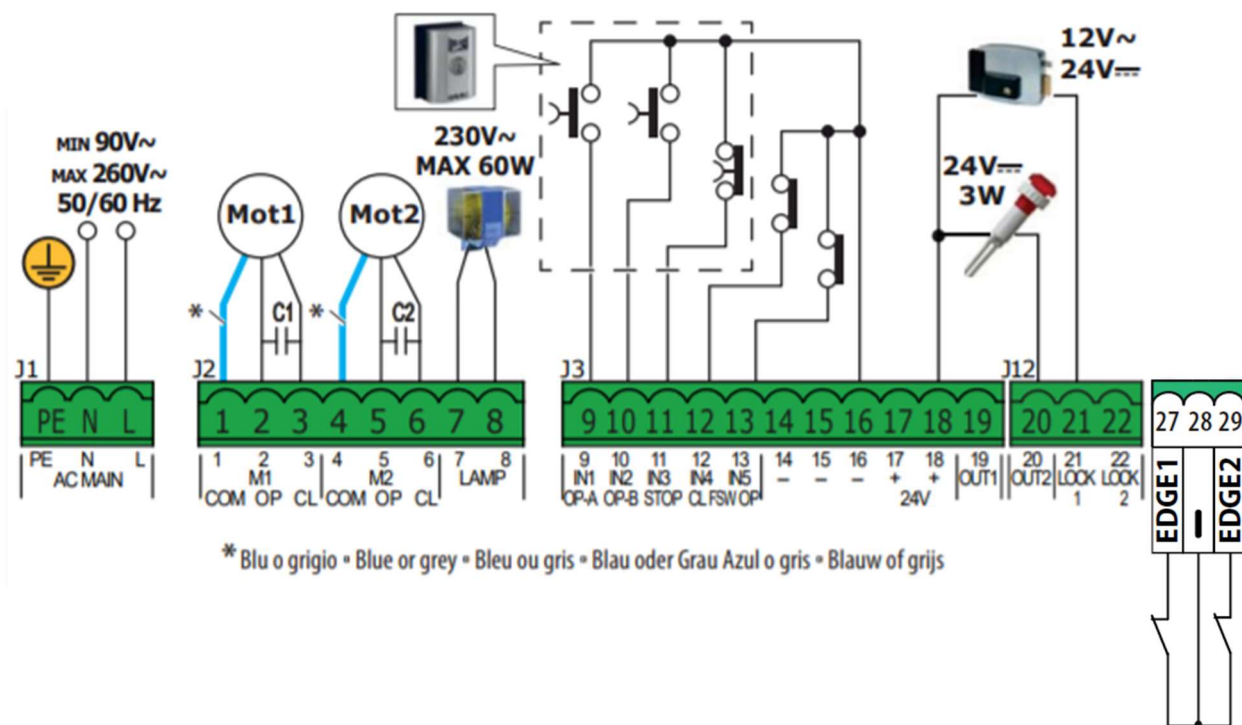 12V~
24V⎓
MIN 90V~
MAX 260V~
50/60 Hz
230V~
MAX 60W
24V⎓
3W
Mot1
Mot2
* C1
* C2
J1
J2
J3
J12
PE N L
1 2 3 4 5 6 7 8
9 10 11 12 13 14 15 16 17 18 19
20 21 22
27 28 29
PE N L
AC MAIN
1 2 3 4 5 6 7 8
M1 M2 LAMP
COM OP CL COM OP CL
9 10 11 12 13 14 15 16 17 18 19 20 21 22
IN1 IN2 IN3 IN4 IN5 – – – + + OUT1 OUT2 LOCK LOCK
OP-A OP-B STOP CL FSW OP 24V 1 2
EDGE1 – EDGE2
* Blu o grigio • Blue or grey • Bleu ou gris • Blau oder Grau Azul o gris • Blauw of grijs